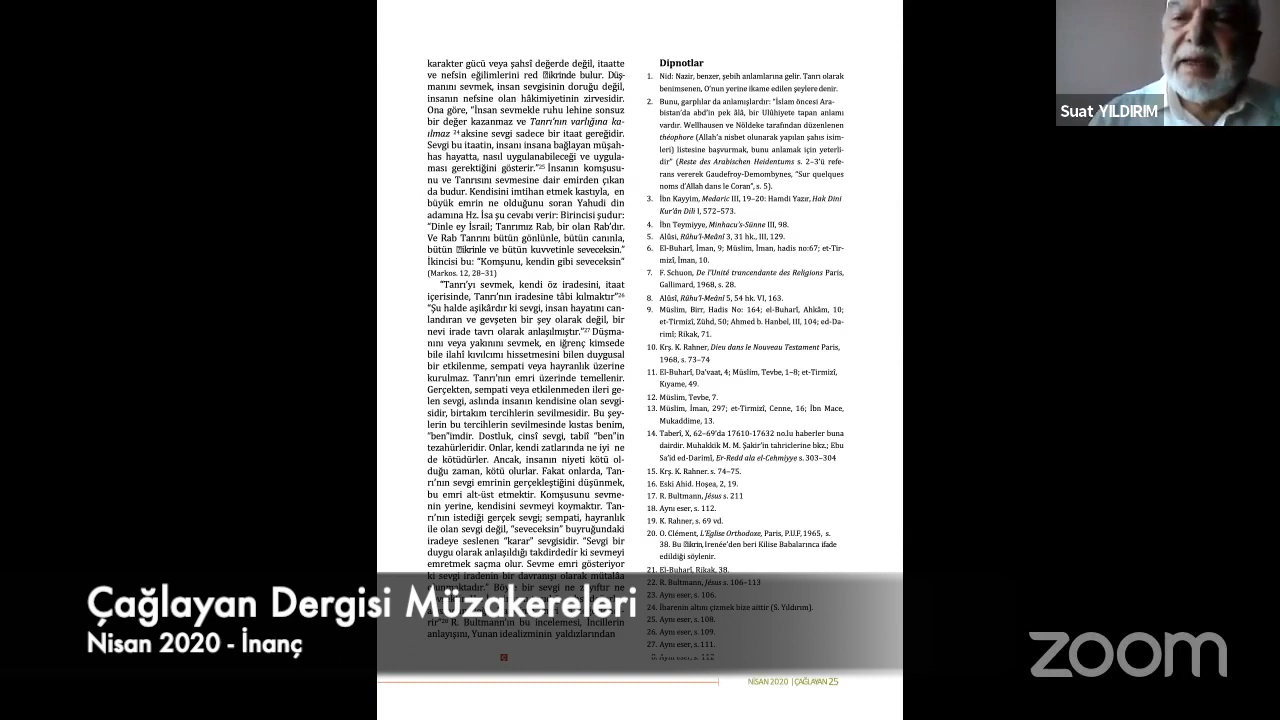 karakter gücü veya şahsî değerde değil, itaatte
ve nefsin eğilimlerini red ikrinde bulur. Düş-
manını sevmek, insan sevgisinin doruğu değil,
insanın nefsine olan hâkimiyetinin zirvesidir.
Ona göre, “İnsan sevmekle ruhu lehine sonsuz
bir değer kazanmaz ve Tanrı’nın varlığına ka-
ılmaz 24 aksine sevgi sadece bir itaat gereğidir.
Sevgi bu itaatin, insanı insana bağlayan müşah-
has hayatta, nasıl uygulanabileceği ve uygula-
ması gerektiğini gösterir.”25 İnsanın komşusu-
nu ve Tanrısını sevmesine dair emirden çıkan
da budur. Kendisini imtihan etmek kastıyla, en
büyük emrin ne olduğunu soran Yahudi din
adamına Hz. İsa şu cevabı verir: Birincisi şudur:
“Dinle ey İsrail; Tanrımız Rab, bir olan Rab’dır.
Ve Rab Tanrını bütün gönlünle, bütün canınla,
bütün ikrinle ve bütün kuvvetinle seveceksin.”
İkincisi bu: “Komşunu, kendin gibi seveceksin”
(Markos. 12, 28–31)
“Tanrı’yı sevmek, kendi öz iradesini, itaat
içerisinde, Tanrı’nın iradesine tâbi kılmaktır”26
“Şu halde aşikârdır ki sevgi, insan hayatını can-
landıran ve gevşeten bir şey olarak değil, bir
nevi irade tavrı olarak anlaşılmıştır.”27 Düşma-
nını veya yakınını sevmek, en iğrenç kimsede
bile ilahî kıvılcımı hissetmesini bilen duygusal
bir etkilenme, sempati veya hayranlık üzerine
kurulmaz. Tanrı’nın emri üzerinde temellenir.
Gerçekten, sempati veya etkilenmeden ileri ge-
len sevgi, aslında insanın kendisine olan sevgi-
sidir, birtakım tercihlerin sevilmesidir. Bu şey-
lerin bu tercihlerin sevilmesinde kıstas benim,
“ben”imdir. Dostluk, cinsî sevgi, tabiî “ben”in
tezahürleridir. Onlar, kendi zatlarında ne iyi ne
de kötüdürler. Ancak, insanın niyeti kötü ol-
duğu zaman, kötü olurlar. Fakat onlarda, Tan-
rı’nın sevgi emrinin gerçekleştiğini düşünmek,
bu emri alt-üst etmektir. Komşusunu sevme-
nin yerine, kendisini sevmeyi koymaktır. Tan-
rı’nın istediği gerçek sevgi; sempati, hayranlık
ile olan sevgi değil, “seveceksin” buyruğundaki
iradeye seslenen “karar” sevgisidir. “Sevgi bir
duygu olarak anlaşıldığı takdirdedir ki sevmeyi
emretmek saçma olur. Sevme emri gösteriyor
ki sevgi iradenin bir davranışı olarak mütalâa
olunmaktadır.” Böyle bir sevgi ne zayıftır ne
rir”28 R. Bultmann’ın bu incelemesi, İncillerin
anlayışını, Yunan idealizminin yaldızlarından
Dipnotlar
1. Nid: Nazir, benzer, şebih anlamlarına gelir. Tanrı olarak
benimsenen, O’nun yerine ikame edilen şeylere denir.
2. Bunu, garplılar da anlamışlardır: “İslam öncesi Ara-
bistan’da abd’in pek âlâ, bir Ulûhiyete tapan anlamı
vardır. Wellhausen ve Nöldeke tarafından düzenlenen
théophore (Allah’a nisbet olunarak yapılan şahıs isim-
leri) listesine başvurmak, bunu anlamak için yeterli-
dir” (Reste des Arabischen Heidentums s. 2–3’ü refe-
rans vererek Gaudefroy-Demombynes, “Sur quelques
noms d’Allah dans le Coran”, s. 5).
3. İbn Kayyim, Medaric III, 19–20: Hamdi Yazır, Hak Dini
Kur’ân Dili I, 572–573.
4. İbn Teymiyye, Minhacu’s-Sünne III, 98.
5. Alûsi, Rûhu’l-Meânî 3, 31 hk., III, 129.
6. El-Buharî, İman, 9; Müslim, İman, hadis no:67; et-Tir-
mizî, İman, 10.
7. F. Schuon, De l’Unité trancendante des Religions Paris,
Gallimard, 1968, s. 28.
8. Alûsî, Rûhu’l-Meânî 5, 54 hk. VI, 163.
9. Müslim, Birr, Hadis No: 164; el-Buharî, Ahkâm, 10;
et-Tirmizî, Zühd, 50; Ahmed b. Hanbel, III, 104; ed-Da-
rimî; Rikak, 71.
10. Krş. K. Rahner, Dieu dans le Nouveau Testament Paris,
1968, s. 73–74
11. El-Buharî, Da’vaat, 4; Müslim, Tevbe, 1–8; et-Tirmizî,
Kıyame, 49.
12. Müslim, Tevbe, 7.
13. Müslim, İman, 297; et-Tirmizî, Cenne, 16; İbn Mace,
Mukaddime, 13.
14. Taberî, X, 62–69’da 17610-17632 no.lu haberler buna
dairdir. Muhakkik M. M. Şakir’in tahriclerine bkz.; Ebu
Sa’id ed-Darimî, Er-Redd ala el-Cehmiyye s. 303–304
15. Krş. K. Rahner. s. 74–75.
16. Eski Ahid. Hoşea, 2, 19.
17. R. Bultmann, Jésus s. 211
18. Aynı eser, s. 112.
19. K. Rahner, s. 69 vd.
20. O. Clément, L’Eglise Orthodoxe, Paris, P.U.F, 1965, s.
38. Bu ikrin, Irenée’den beri Kilise Babalarınca ifade
edildiği söylenir.
21. El-Buharî, Rikak, 38.
22. R. Bultmann, Jésus s. 106–113
23. Aynı eser, s. 106.
24. İbarenin altını çizmek bize aittir (S. Yıldırım).
25. Aynı eser, s. 108.
26. Aynı eser, s. 109.
27. Aynı eser, s. 111.
Aynı eser, s. 112
NİSAN 2020 | ÇAĞLAYAN 25
Suat YILDIRIM
Çağlayan Dergisi Müzakereleri
Nisan 2020 - İnanç
zoom